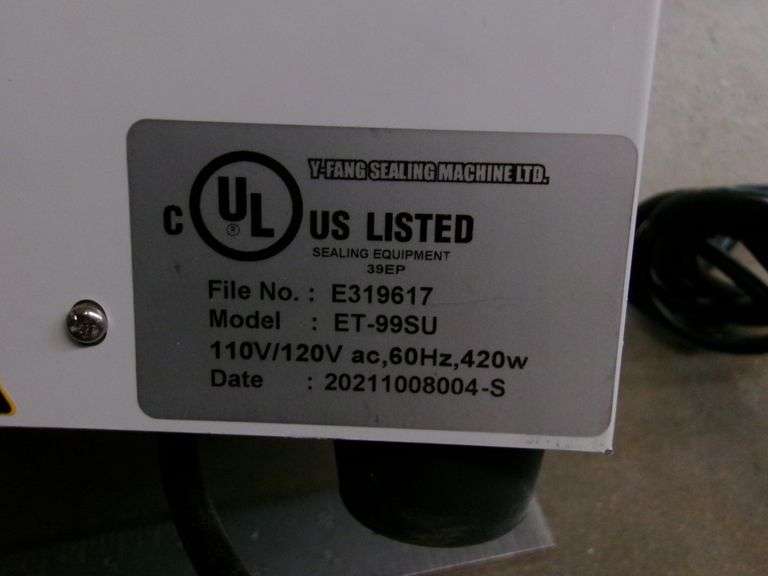 Y-FANG SEALING MACHINE LTD.
C UL ® US LISTED
SEALING EQUIPMENT
39EP
File No. : E319617
Model : ET-99SU
110V/120V ac,60Hz,420w
Date : 20211008004-S